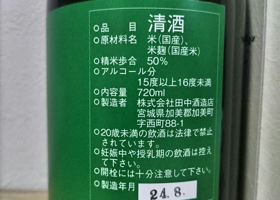 ○品　　目　清酒
○原材料名　米(国産)、
米麹(国産米)
○精米歩合　50%
○アルコール分
15度以上16度未満
○内容量　720ml
○製造者　株式会社田中酒造店
宮城県加美郡加美町
字西町88-1
○20歳未満の飲酒は法律で禁止
されています。
○妊娠中や授乳期の飲酒は控え
て下さい。
○開栓には十分注意して下さい。
○製造年月　24.8.